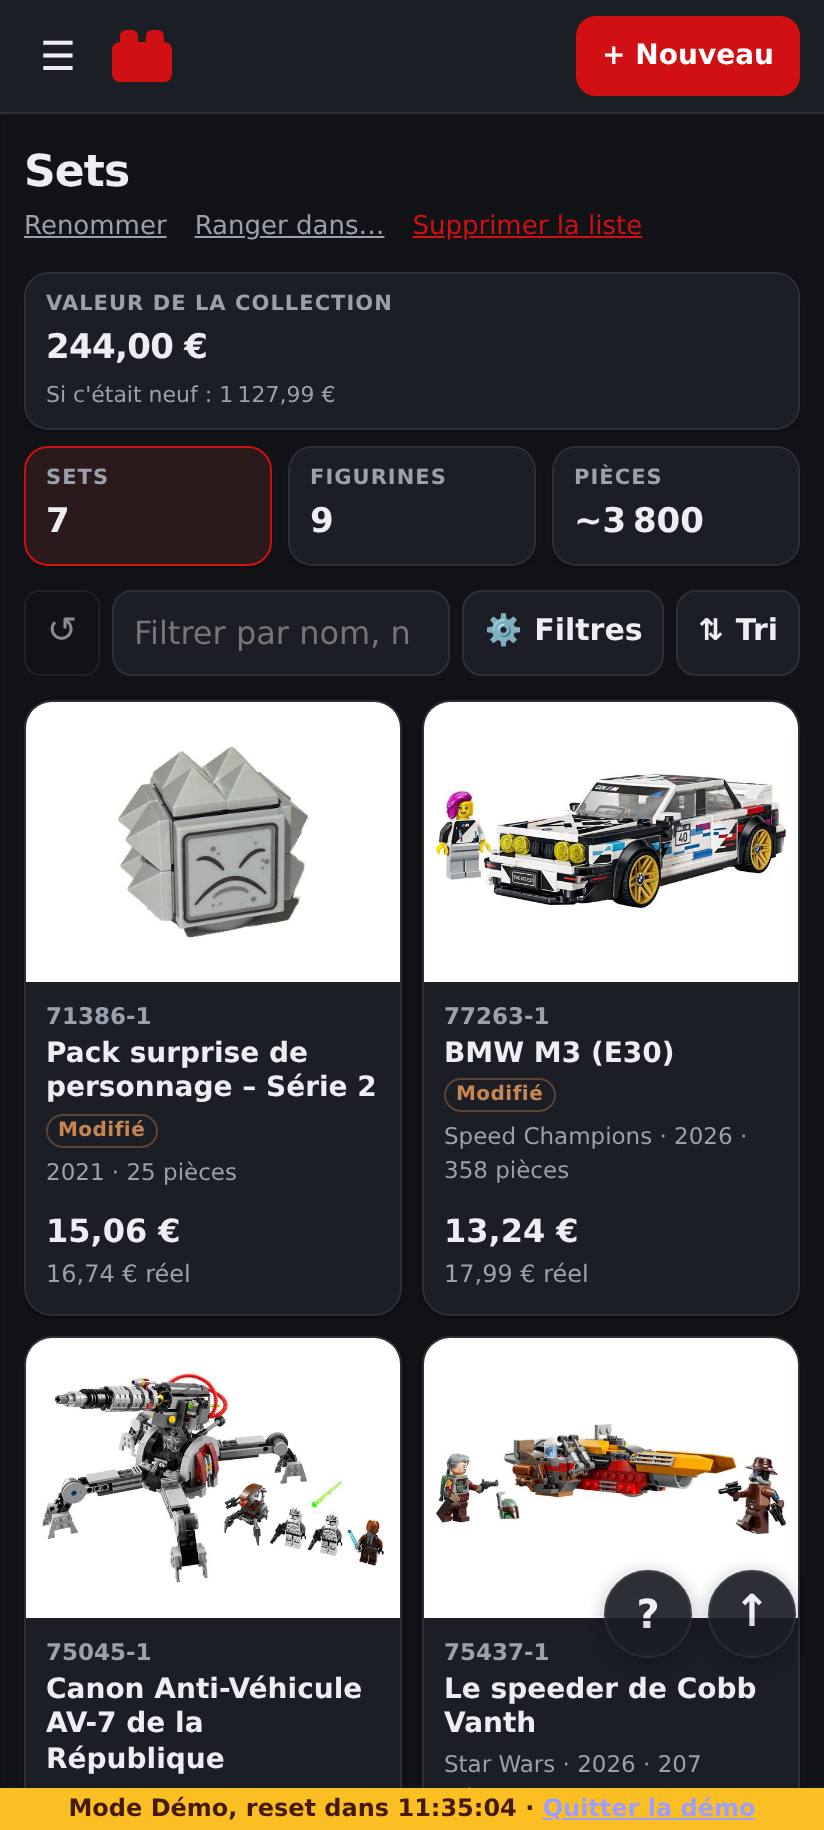 ☰ + Nouveau
Sets
Renommer Ranger dans... Supprimer la liste
VALEUR DE LA COLLECTION
244,00 €
Si c'était neuf : 1 127,99 €
SETS
7
FIGURINES
9
PIÈCES
~3 800
↺ Filtrer par nom, n ⚙️ Filtres ⇅ Tri
71386-1
Pack surprise de
personnage – Série 2
Modifié
2021 · 25 pièces
15,06 €
16,74 € réel
77263-1
BMW M3 (E30)
Modifié
Speed Champions · 2026 ·
358 pièces
13,24 €
17,99 € réel
40
75045-1
Canon Anti-Véhicule
AV-7 de la
République
75437-1
Le speeder de Cobb
Vanth
Star Wars · 2026 · 207
? ↑
Mode Démo, reset dans 11:35:04 · Quitter la démo